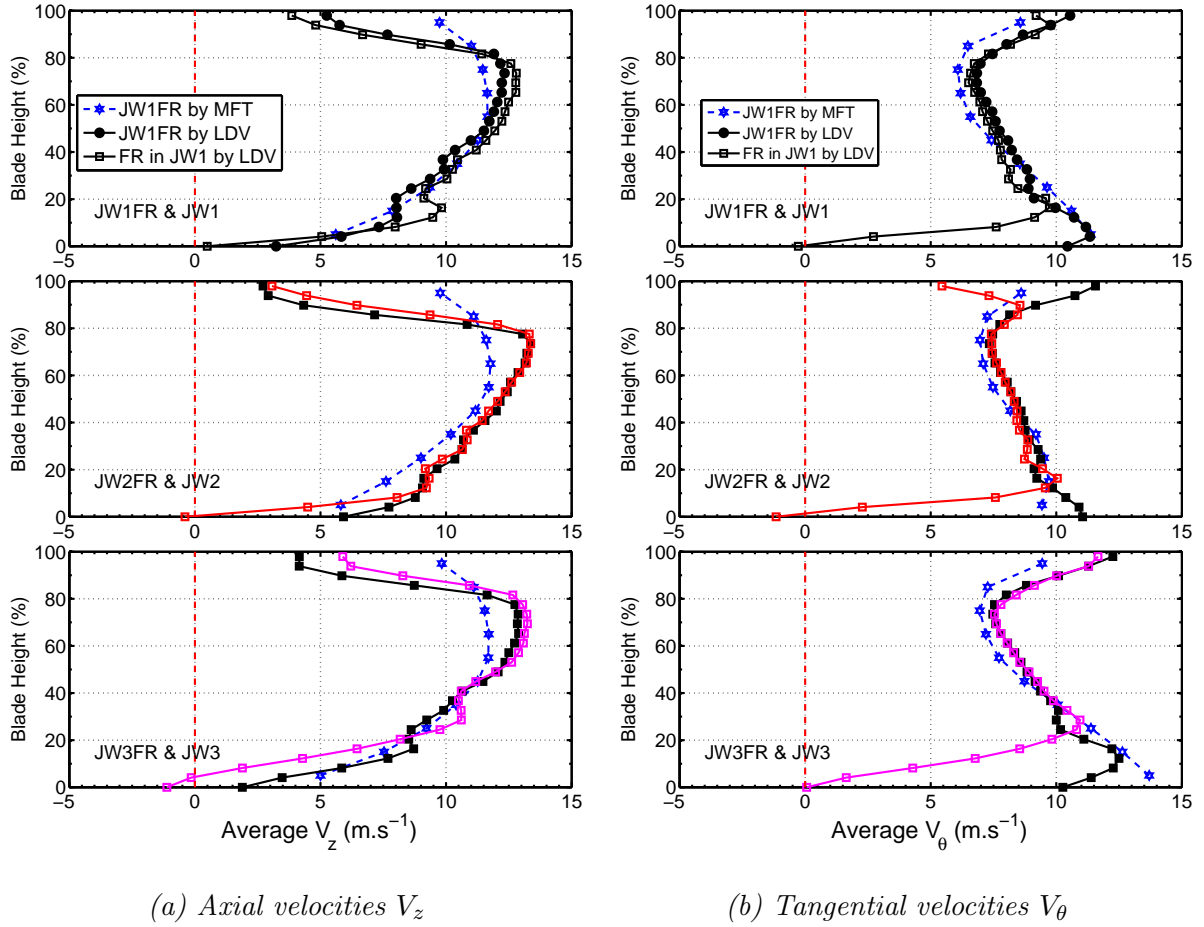 100
80
60
40
20
0
Blade Height (%)
JW1FR by MFT
JW1FR by LDV
FR in JW1 by LDV
JW1FR & JW1
−5 0 5 10 15
100
80
60
40
20
0
Blade Height (%)
JW1FR by MFT
JW1FR by LDV
FR in JW1 by LDV
JW1FR & JW1
−5 0 5 10 15
100
80
60
40
20
0
Blade Height (%)
JW2FR & JW2
−5 0 5 10 15
100
80
60
40
20
0
Blade Height (%)
JW2FR & JW2
−5 0 5 10 15
100
80
60
40
20
0
Blade Height (%)
JW3FR & JW3
−5 0 5 10 15
Average V_z (m.s⁻¹)
100
80
60
40
20
0
Blade Height (%)
JW3FR & JW3
−5 0 5 10 15
Average V_θ (m.s⁻¹)
(a) Axial velocities V_z
(b) Tangential velocities V_θ